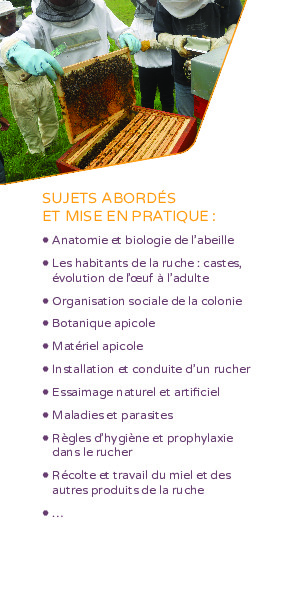 SUJETS ABORDÉS
ET MISE EN PRATIQUE :
• Anatomie et biologie de l'abeille
• Les habitants de la ruche : castes,
évolution de l'œuf à l'adulte
• Organisation sociale de la colonie
• Botanique apicole
• Matériel apicole
• Installation et conduite d'un rucher
• Essaimage naturel et artificiel
• Maladies et parasites
• Règles d'hygiène et prophylaxie
dans le rucher
• Récolte et travail du miel et des
autres produits de la ruche
• ...